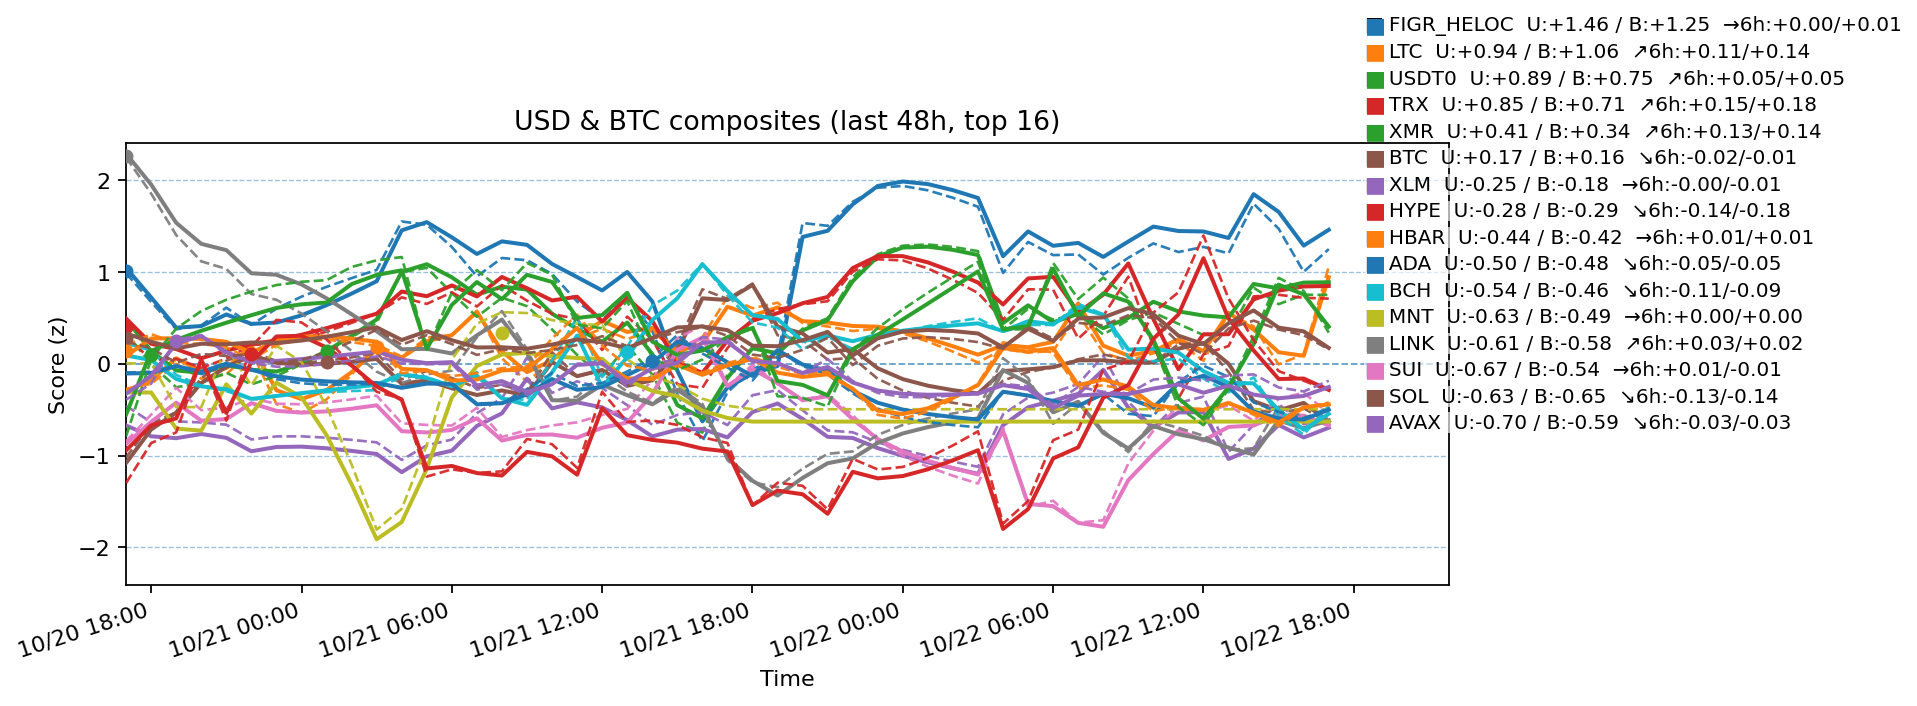 FIGR_HELOC U:+1.46 / B:+1.25 →6h:+0.00/+0.01
LTC U:+0.94 / B:+1.06 ↗6h:+0.11/+0.14
USDT0 U:+0.89 / B:+0.75 ↗6h:+0.05/+0.05
TRX U:+0.85 / B:+0.71 ↗6h:+0.15/+0.18
XMR U:+0.41 / B:+0.34 ↗6h:+0.13/+0.14
BTC U:+0.17 / B:+0.16 ↘6h:-0.02/-0.01
XLM U:-0.25 / B:-0.18 →6h:-0.00/-0.01
HYPE U:-0.28 / B:-0.29 ↘6h:-0.14/-0.18
HBAR U:-0.44 / B:-0.42 →6h:+0.01/+0.01
ADA U:-0.50 / B:-0.48 ↘6h:-0.05/-0.05
BCH U:-0.54 / B:-0.46 ↘6h:-0.11/-0.09
MNT U:-0.63 / B:-0.49 →6h:+0.00/+0.00
LINK U:-0.61 / B:-0.58 ↗6h:+0.03/+0.02
SUI U:-0.67 / B:-0.54 →6h:+0.01/-0.01
SOL U:-0.63 / B:-0.65 ↘6h:-0.13/-0.14
AVAX U:-0.70 / B:-0.59 ↘6h:-0.03/-0.03
USD & BTC composites (last 48h, top 16)
Score (z)
2
1
0
−1
−2
10/20 18:00
10/21 00:00
10/21 06:00
10/21 12:00
10/21 18:00
10/22 00:00
10/22 06:00
10/22 12:00
10/22 18:00
Time